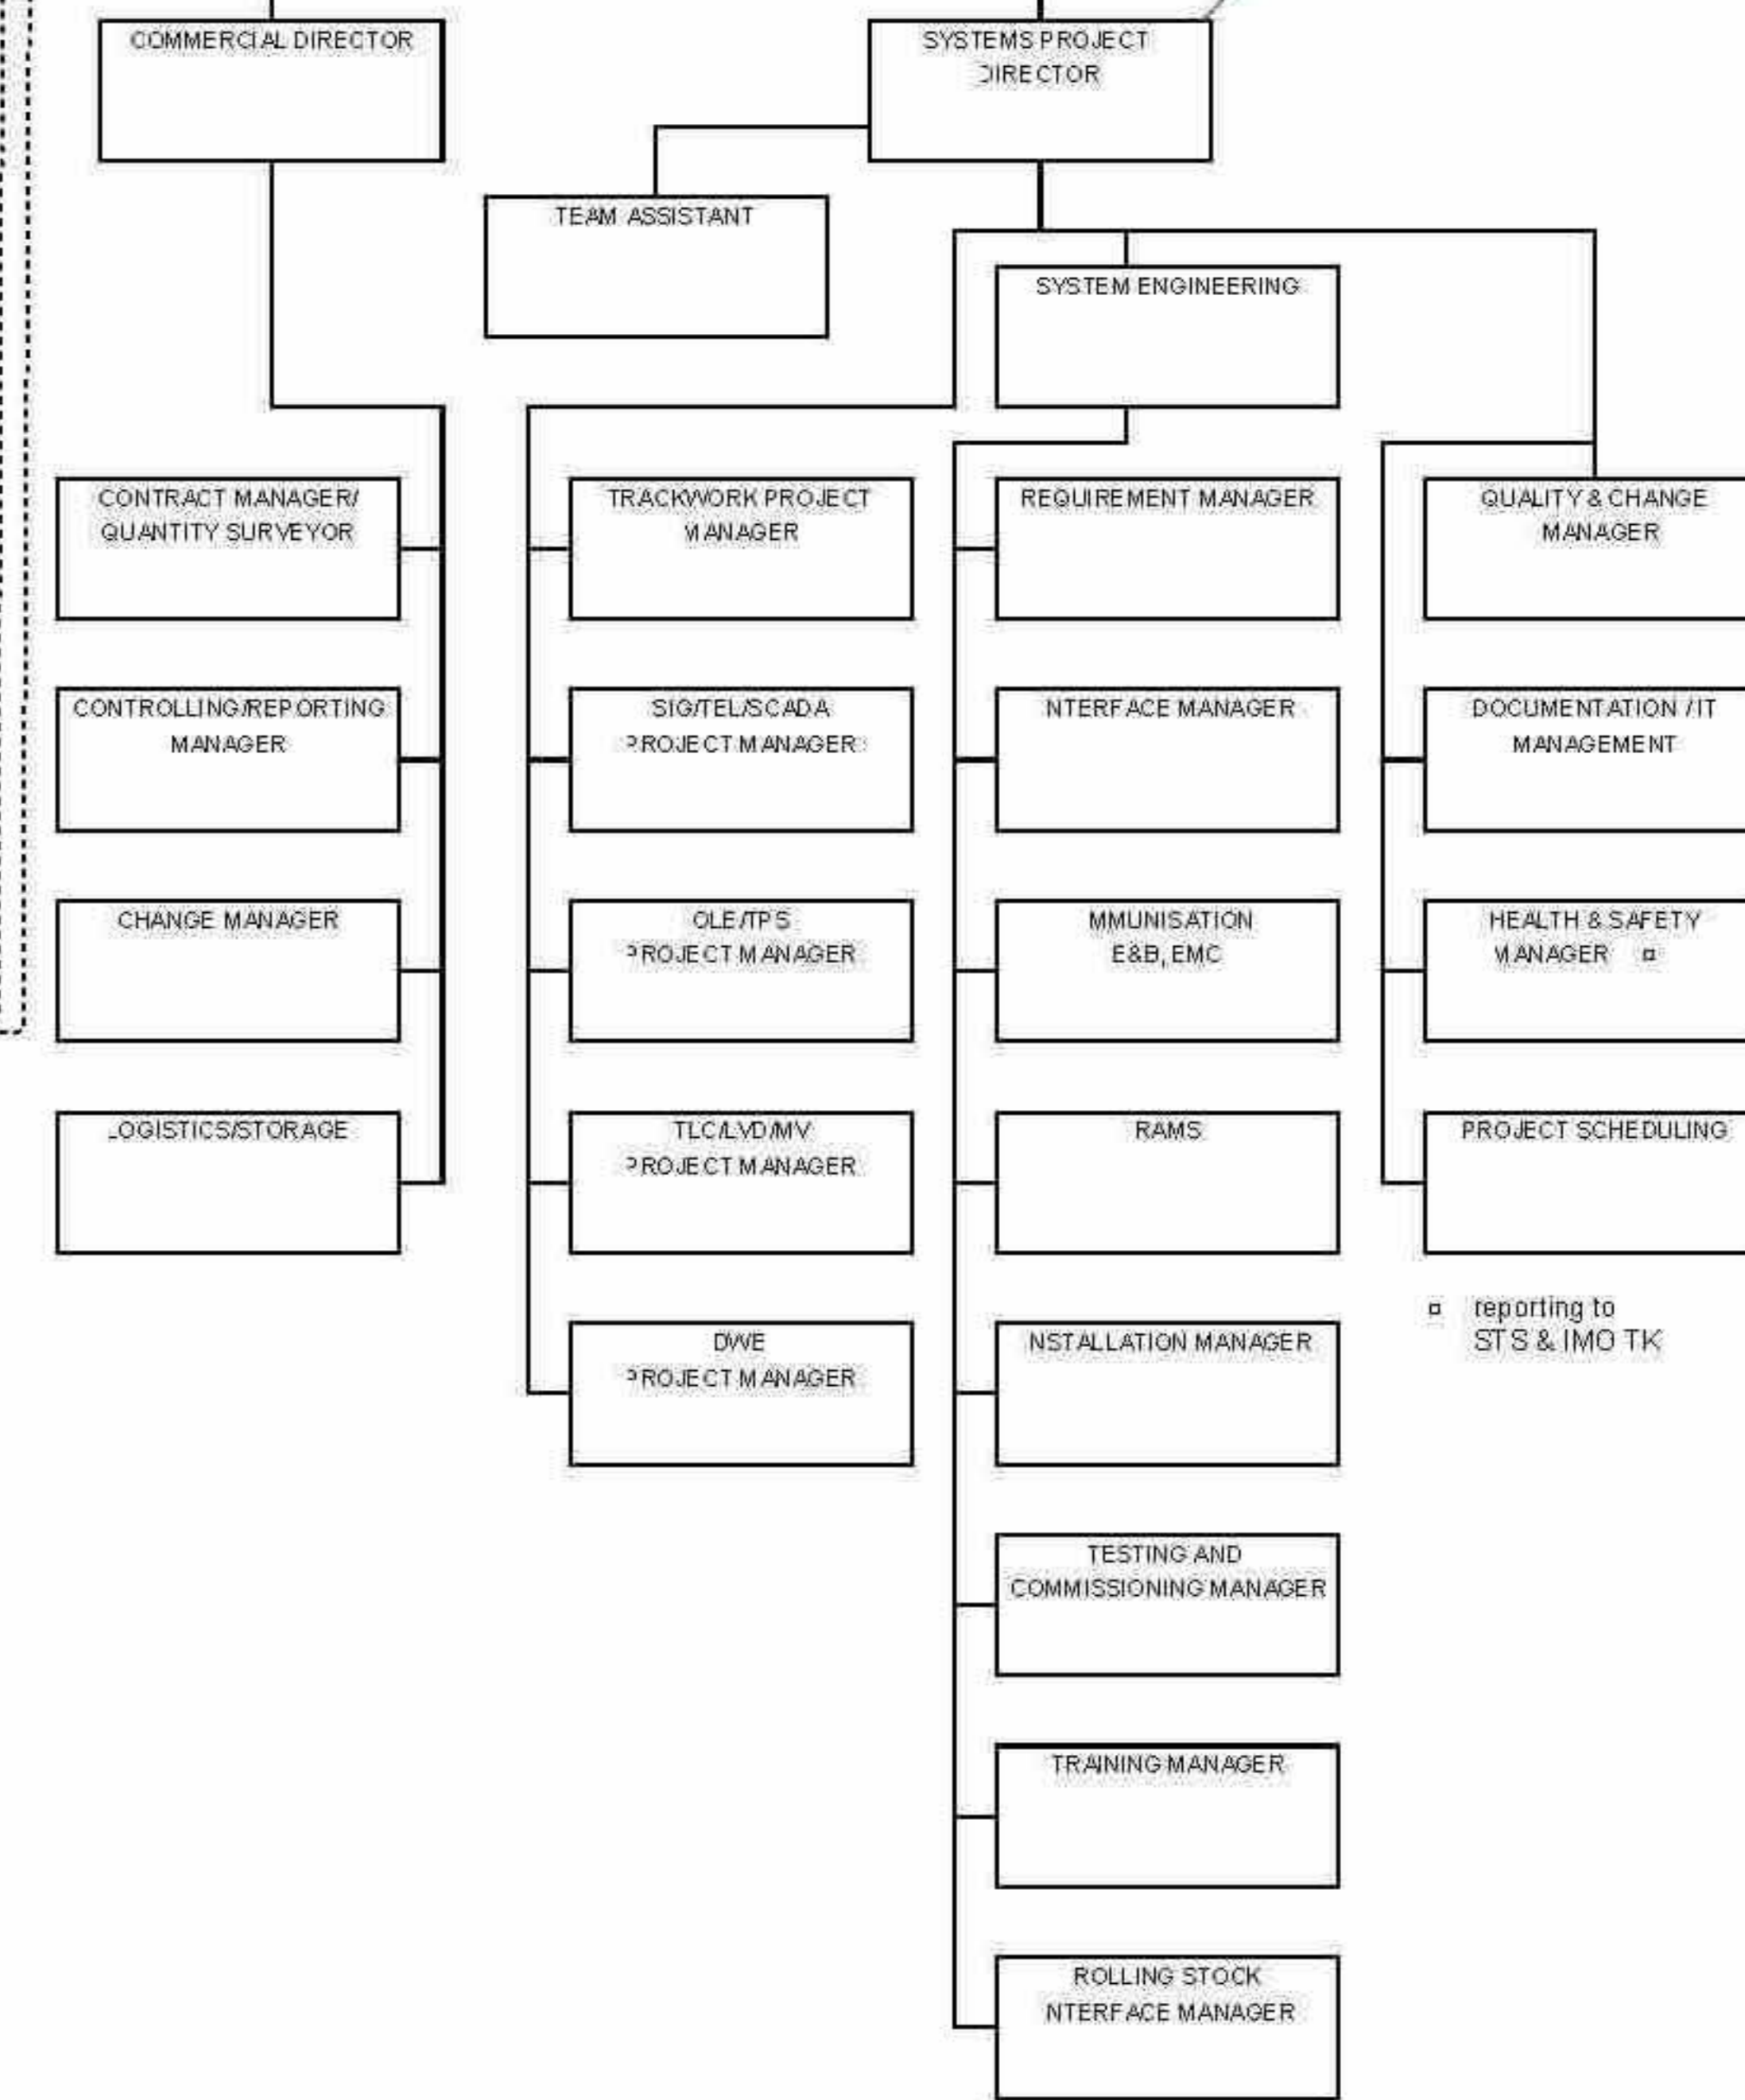 COMMERCIAL DIRECTOR
SYSTEMS PROJECT
DIRECTOR
TEAM ASSISTANT
SYSTEM ENGINEERING
CONTRACT MANAGER/
QUANTITY SURVEYOR
TRACKWORK PROJECT
MANAGER
REQUIREMENT MANAGER
QUALITY & CHANGE
MANAGER
CONTROLLING/REPORTING
MANAGER
SIG/TEL/SCADA
PROJECT MANAGER
NTERFACE MANAGER
DOCUMENTATION / IT
MANAGEMENT
CHANGE MANAGER
OLE/TPS
PROJECT MANAGER
MMUNISATION
E&B, EMC
HEALTH & SAFETY
MANAGER ¤
LOGISTICS/STORAGE
TLC/LVD/MV
PROJECT MANAGER
RAMS
PROJECT SCHEDULING
¤ reporting to
STS & IMO TK
DWE
PROJECT MANAGER
NSTALLATION MANAGER
TESTING AND
COMMISSIONING MANAGER
TRAINING MANAGER
ROLLING STOCK
NTERFACE MANAGER